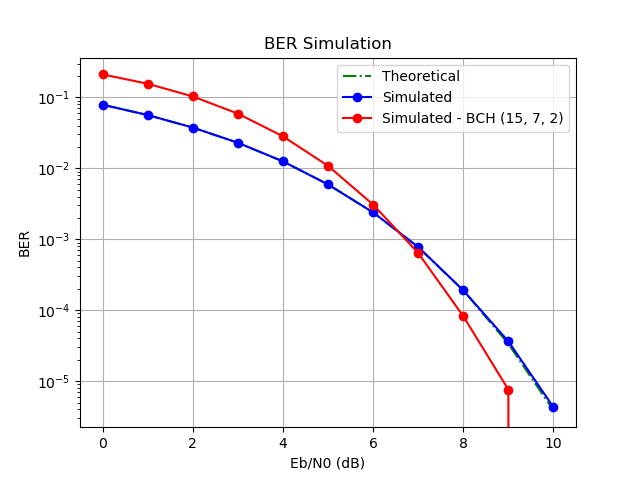 BER Simulation
Theoretical
Simulated
Simulated - BCH (15, 7, 2)
BER
10⁻¹
10⁻²
10⁻³
10⁻⁴
10⁻⁵
0 2 4 6 8 10
Eb/N0 (dB)